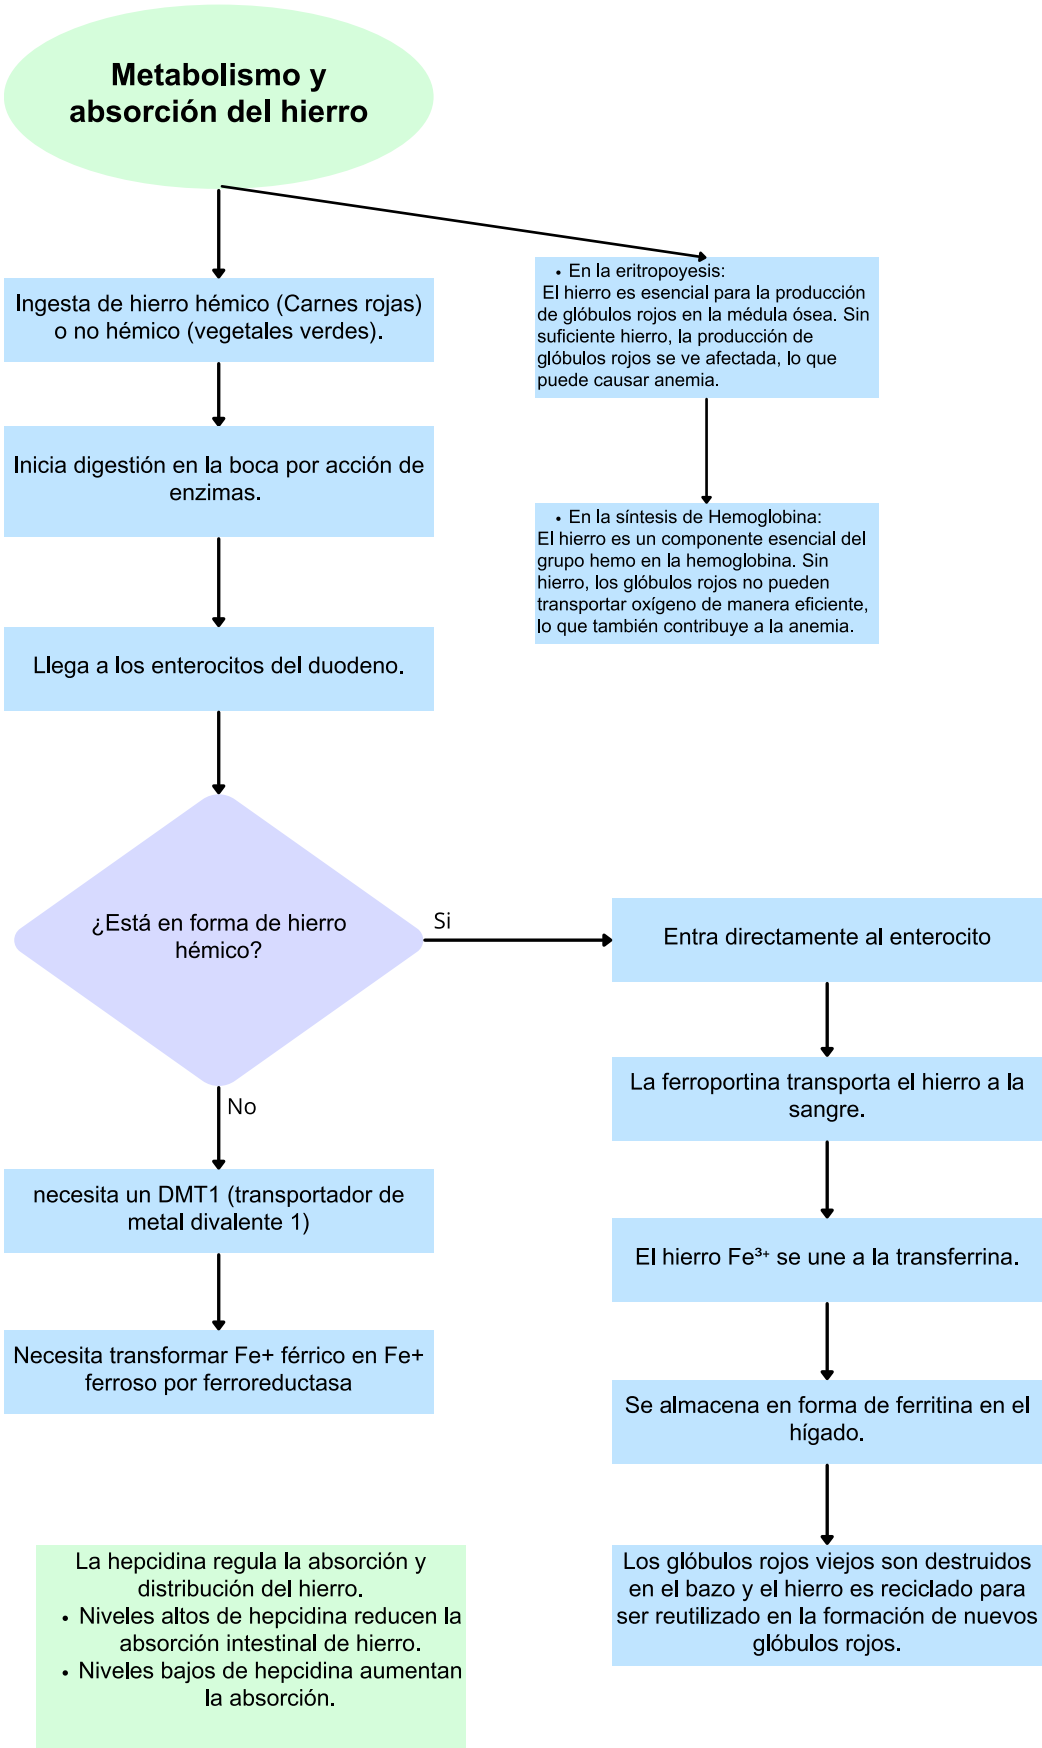 Metabolismo y
absorción del hierro
Ingesta de hierro hémico (Carnes rojas)
o no hémico (vegetales verdes).
• En la eritropoyesis:
El hierro es esencial para la producción
de glóbulos rojos en la médula ósea. Sin
suficiente hierro, la producción de
glóbulos rojos se ve afectada, lo que
puede causar anemia.
Inicia digestión en la boca por acción de
enzimas.
• En la síntesis de Hemoglobina:
El hierro es un componente esencial del
grupo hemo en la hemoglobina. Sin
hierro, los glóbulos rojos no pueden
transportar oxígeno de manera eficiente,
lo que también contribuye a la anemia.
Llega a los enterocitos del duodeno.
¿Está en forma de hierro
hémico?
Si
Entra directamente al enterocito
La ferroportina transporta el hierro a la
sangre.
No
necesita un DMT1 (transportador de
metal divalente 1)
El hierro Fe³⁺ se une a la transferrina.
Necesita transformar Fe+ férrico en Fe+
ferroso por ferroreductasa
Se almacena en forma de ferritina en el
hígado.
La hepcidina regula la absorción y
distribución del hierro.
• Niveles altos de hepcidina reducen la
absorción intestinal de hierro.
• Niveles bajos de hepcidina aumentan
la absorción.
Los glóbulos rojos viejos son destruidos
en el bazo y el hierro es reciclado para
ser reutilizado en la formación de nuevos
glóbulos rojos.